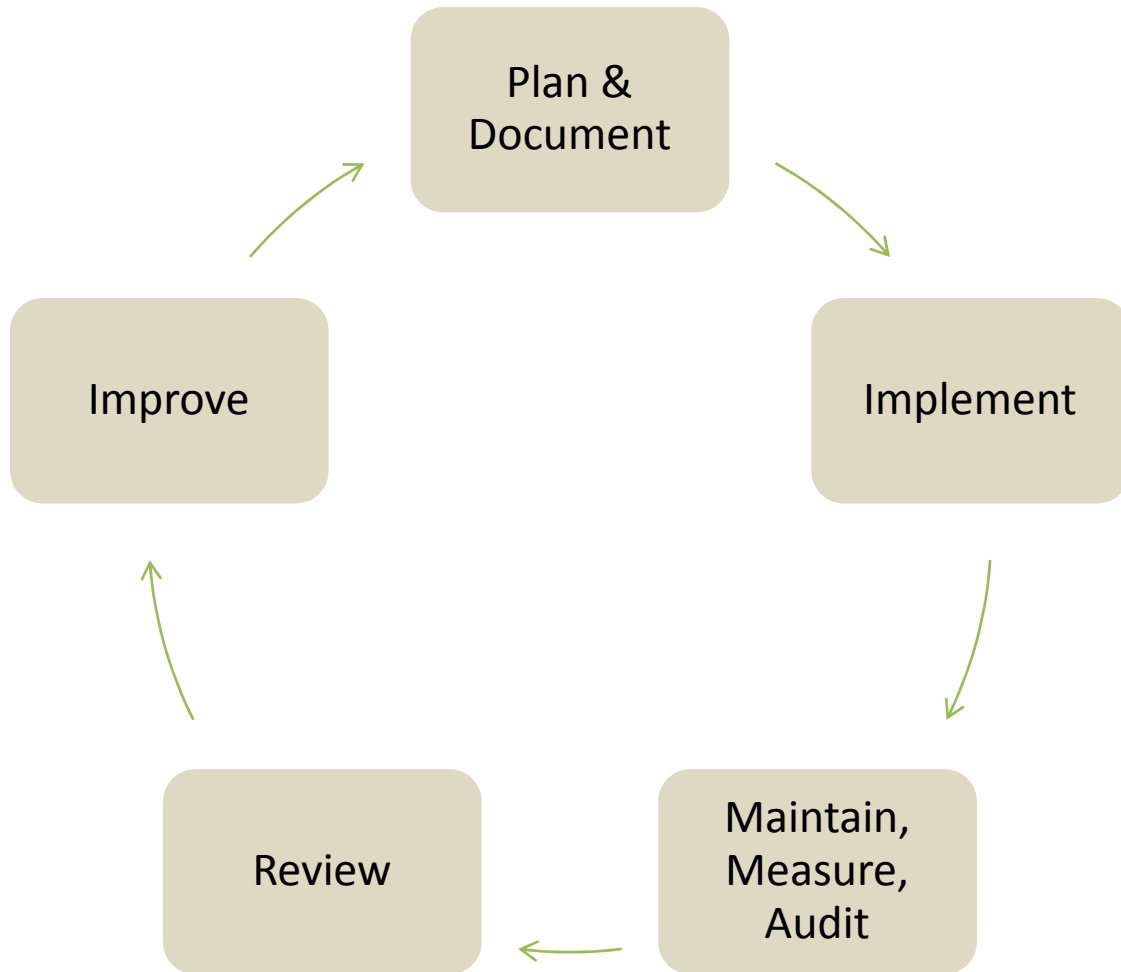 Plan &
Document
Implement
Maintain,
Measure,
Audit
Review
Improve